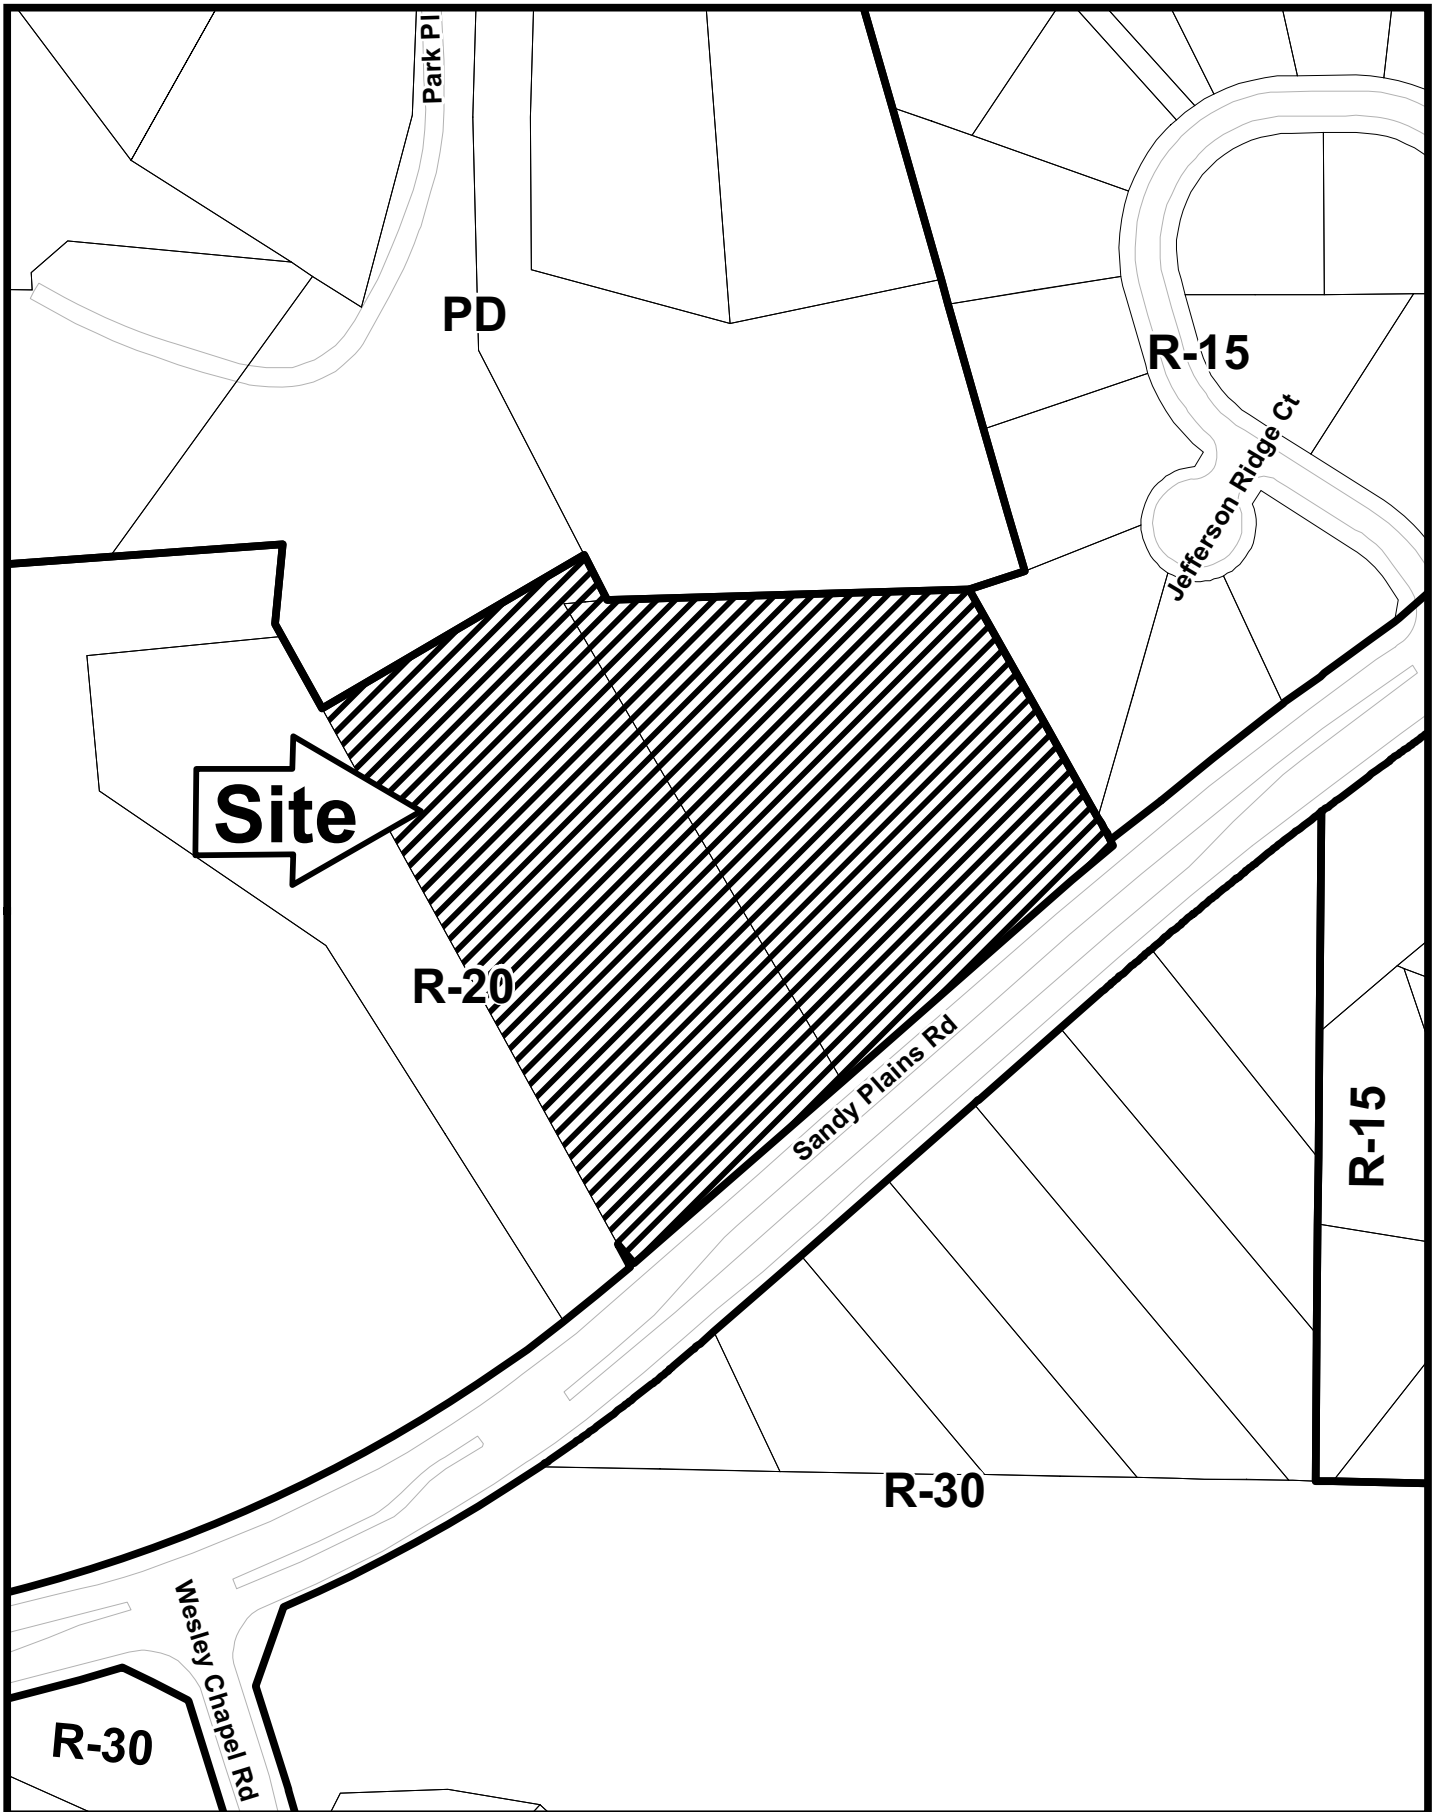 Park Pl
PD
R-15
Jefferson Ridge Ct
Site
R-20
Sandy Plains Rd
R-15
R-30
Wesley Chapel Rd
R-30